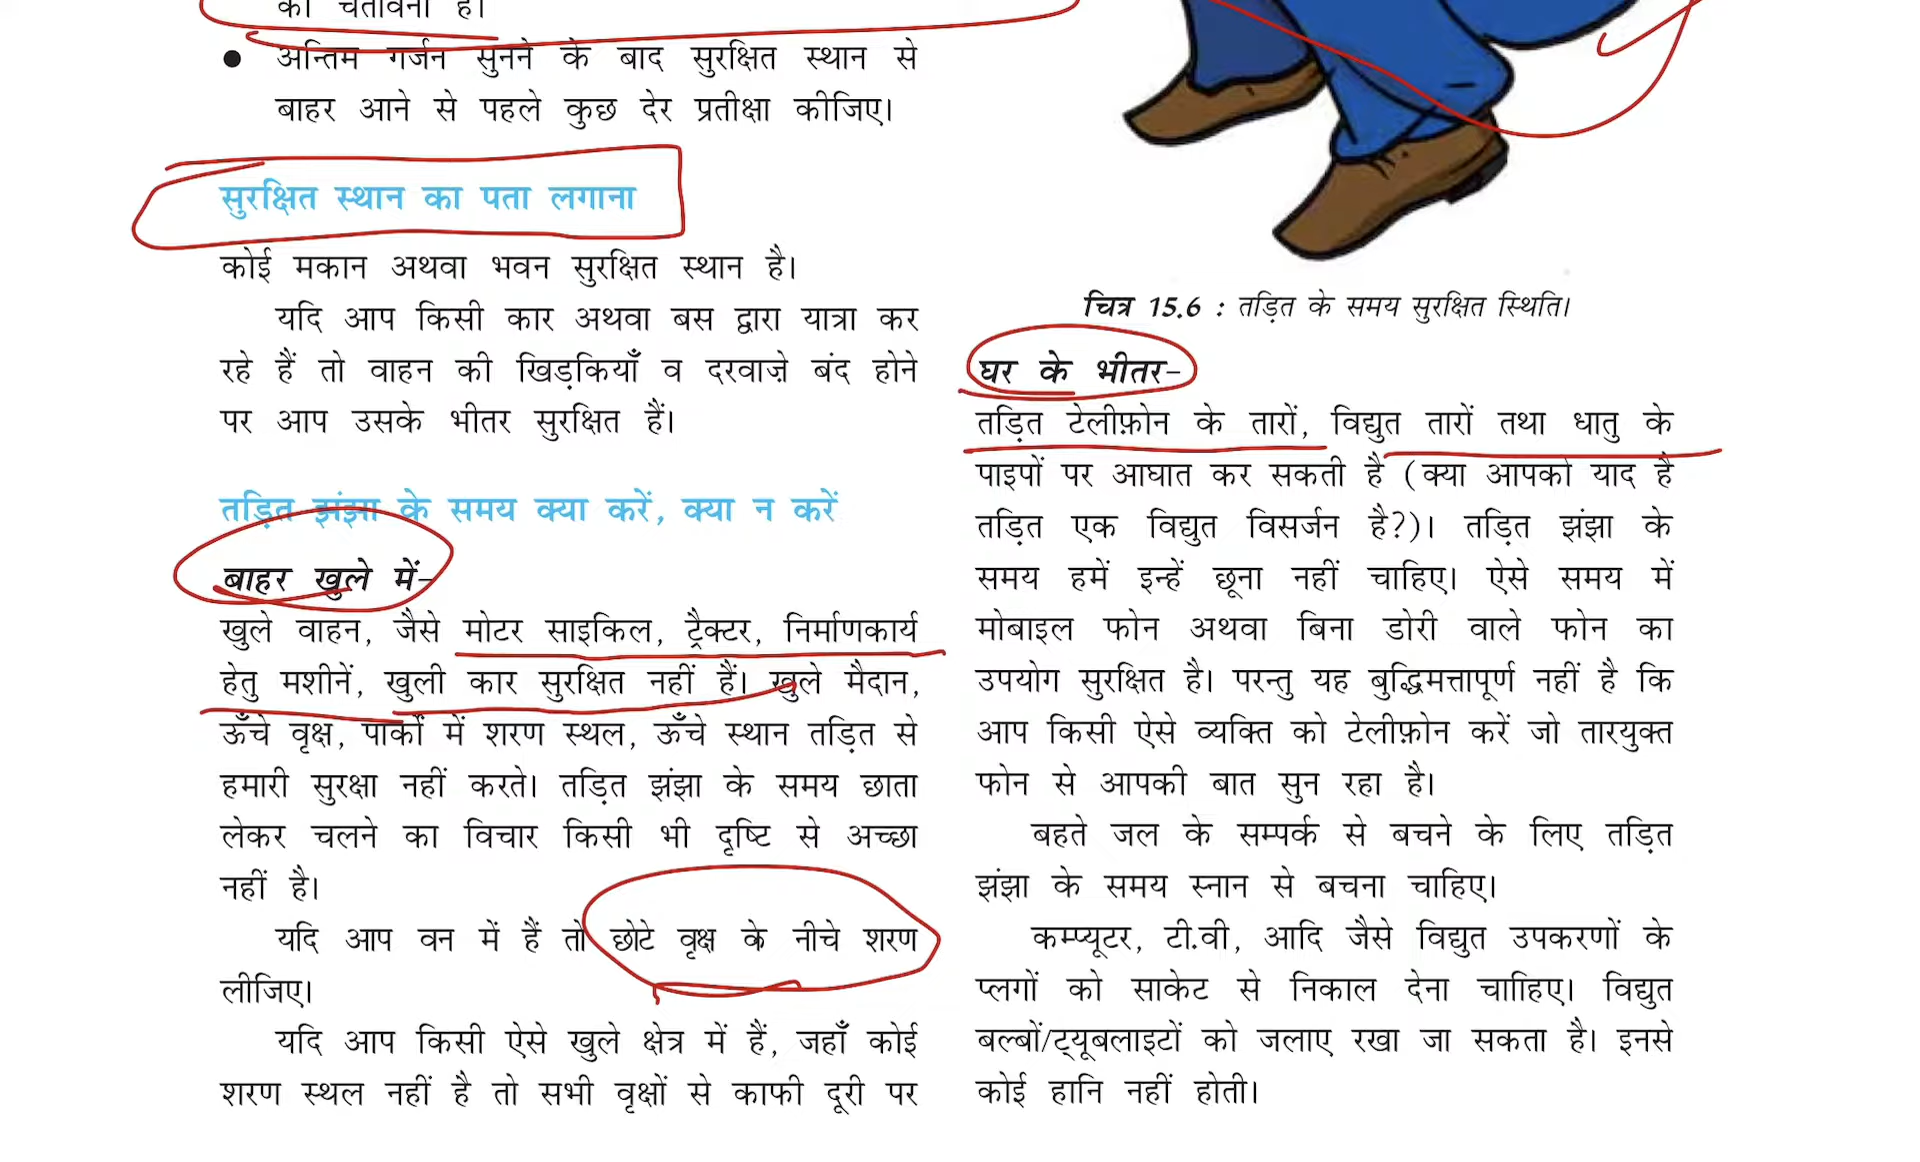 की चेतावनी है।
● अन्तिम गर्जन सुनने के बाद सुरक्षित स्थान से
बाहर आने से पहले कुछ देर प्रतीक्षा कीजिए।
सुरक्षित स्थान का पता लगाना
कोई मकान अथवा भवन सुरक्षित स्थान है।
यदि आप किसी कार अथवा बस द्वारा यात्रा कर
रहे हैं तो वाहन की खिड़कियाँ व दरवाज़े बंद होने
पर आप उसके भीतर सुरक्षित हैं।
तड़ित झंझा के समय क्या करें, क्या न करें
बाहर खुले में–
खुले वाहन, जैसे मोटर साइकिल, ट्रैक्टर, निर्माणकार्य
हेतु मशीनें, खुली कार सुरक्षित नहीं हैं। खुले मैदान,
ऊँचे वृक्ष, पार्कों में शरण स्थल, ऊँचे स्थान तड़ित से
हमारी सुरक्षा नहीं करते। तड़ित झंझा के समय छाता
लेकर चलने का विचार किसी भी दृष्टि से अच्छा
नहीं है।
यदि आप वन में हैं तो छोटे वृक्ष के नीचे शरण
लीजिए।
यदि आप किसी ऐसे खुले क्षेत्र में हैं, जहाँ कोई
शरण स्थल नहीं है तो सभी वृक्षों से काफी दूरी पर
चित्र 15.6 : तड़ित के समय सुरक्षित स्थिति।
घर के भीतर–
तड़ित टेलीफ़ोन के तारों, विद्युत तारों तथा धातु के
पाइपों पर आघात कर सकती है (क्या आपको याद है
तड़ित एक विद्युत विसर्जन है?)। तड़ित झंझा के
समय हमें इन्हें छूना नहीं चाहिए। ऐसे समय में
मोबाइल फोन अथवा बिना डोरी वाले फोन का
उपयोग सुरक्षित है। परन्तु यह बुद्धिमत्तापूर्ण नहीं है कि
आप किसी ऐसे व्यक्ति को टेलीफ़ोन करें जो तारयुक्त
फोन से आपकी बात सुन रहा है।
बहते जल के सम्पर्क से बचने के लिए तड़ित
झंझा के समय स्नान से बचना चाहिए।
कम्प्यूटर, टी.वी, आदि जैसे विद्युत उपकरणों के
प्लगों को साकेट से निकाल देना चााहिए। विद्युत
बल्बों/ट्यूबलाइटों को जलाए रखा जा सकता है। इनसे
कोई हानि नहीं होती।